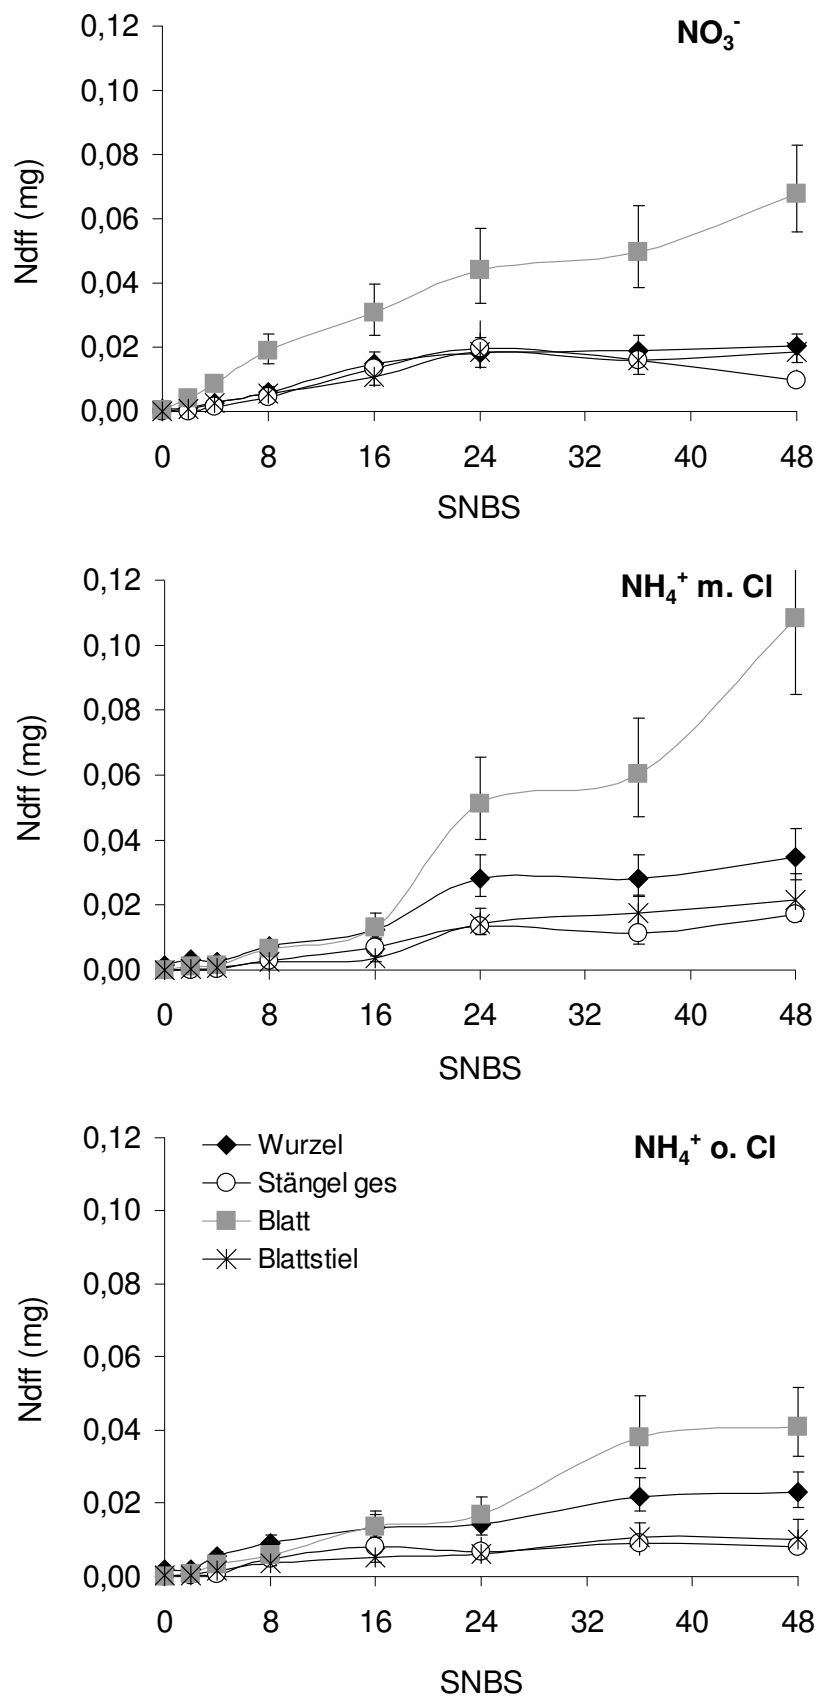 NO₃⁻
0,12
0,10
0,08
0,06
0,04
0,02
0,00
Ndff (mg)
0 8 16 24 32 40 48
SNBS
NH₄⁺ m. Cl
0,12
0,10
0,08
0,06
0,04
0,02
0,00
Ndff (mg)
0 8 16 24 32 40 48
SNBS
NH₄⁺ o. Cl
Wurzel
Stängel ges
Blatt
Blattstiel
0,12
0,10
0,08
0,06
0,04
0,02
0,00
Ndff (mg)
0 8 16 24 32 40 48
SNBS